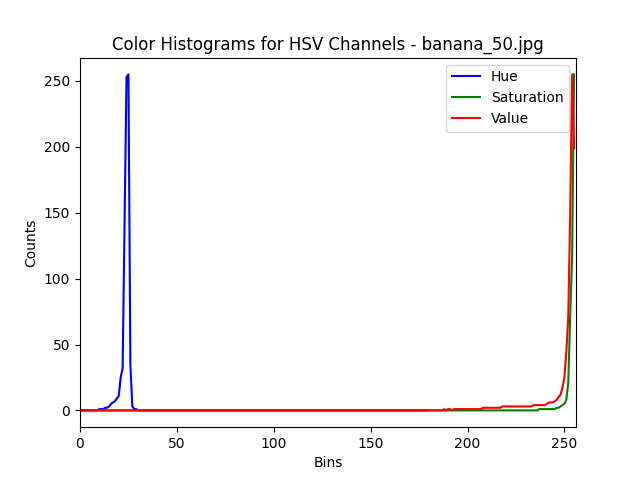 Color Histograms for HSV Channels - banana_50.jpg
Hue
Saturation
Value
Counts
250
200
150
100
50
0
0 50 100 150 200 250
Bins